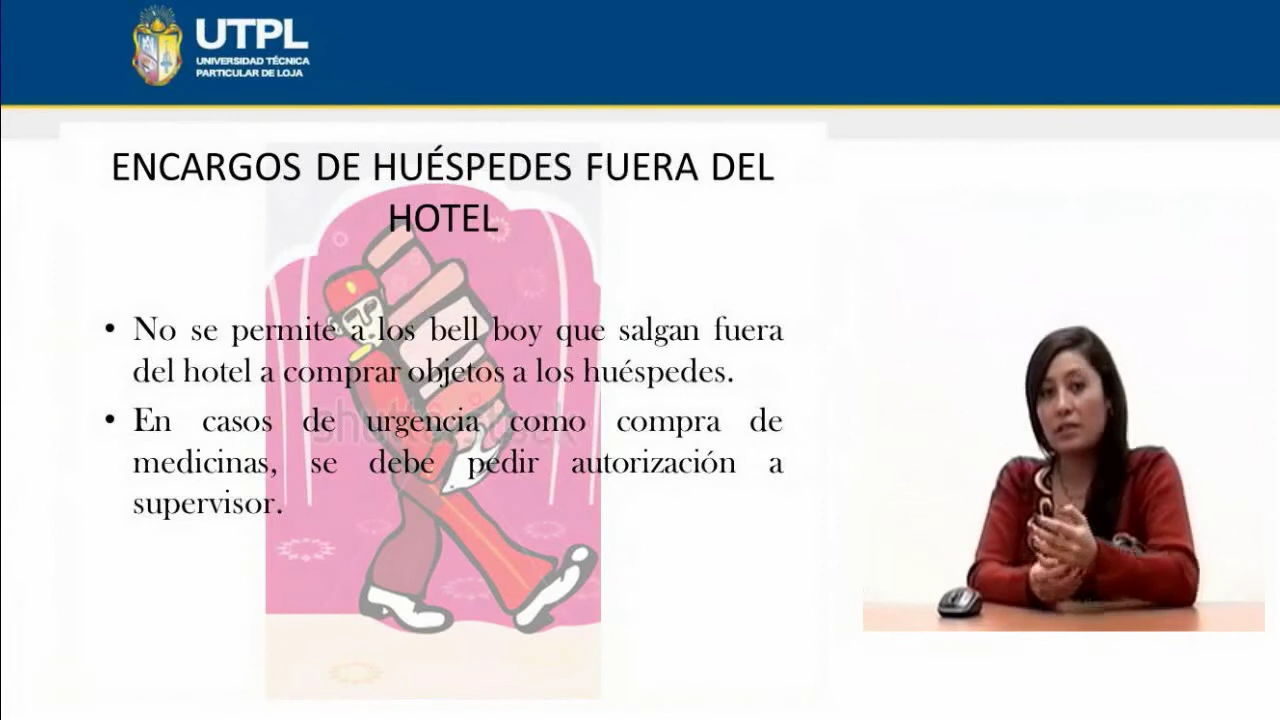 UTPL
UNIVERSIDAD TÉCNICA
PARTICULAR DE LOJA
ENCARGOS DE HUÉSPEDES FUERA DEL
HOTEL
• No se permite a los bell boy que salgan fuera
del hotel a comprar objetos a los huéspedes.
• En casos de urgencia como compra de
medicinas, se debe pedir autorización a
supervisor.
shutterstock